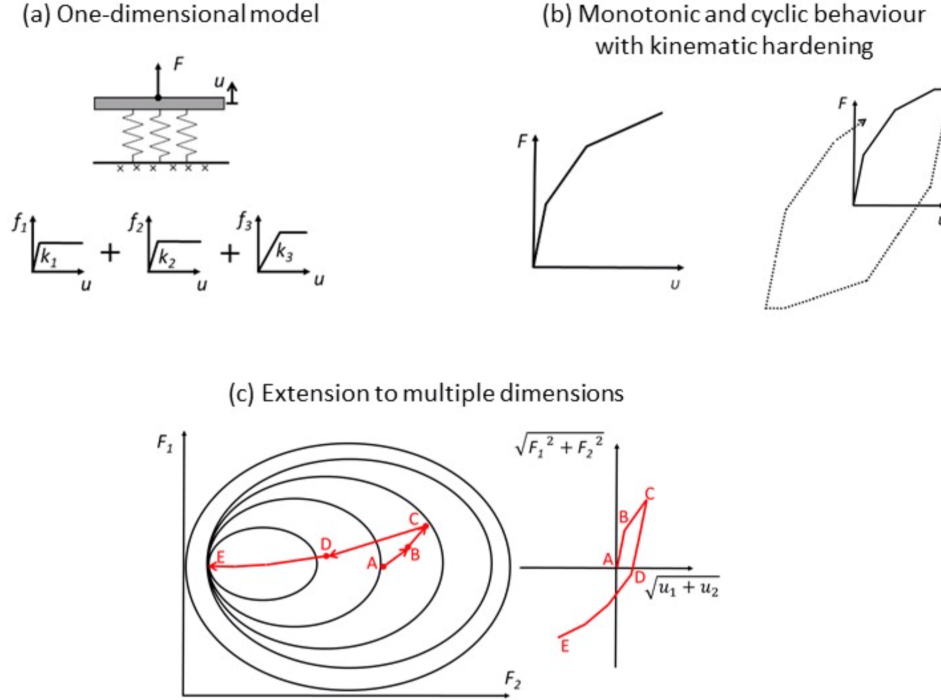 (a) One-dimensional model
F
u
f₁ k₁ u + f₂ k₂ u + f₃ k₃ u
(b) Monotonic and cyclic behaviour
with kinematic hardening
F
υ
F
(c) Extension to multiple dimensions
F₁
E D C B A
F₂
√F₁² + F₂²
C
B
A
D
√u₁ + u₂
E